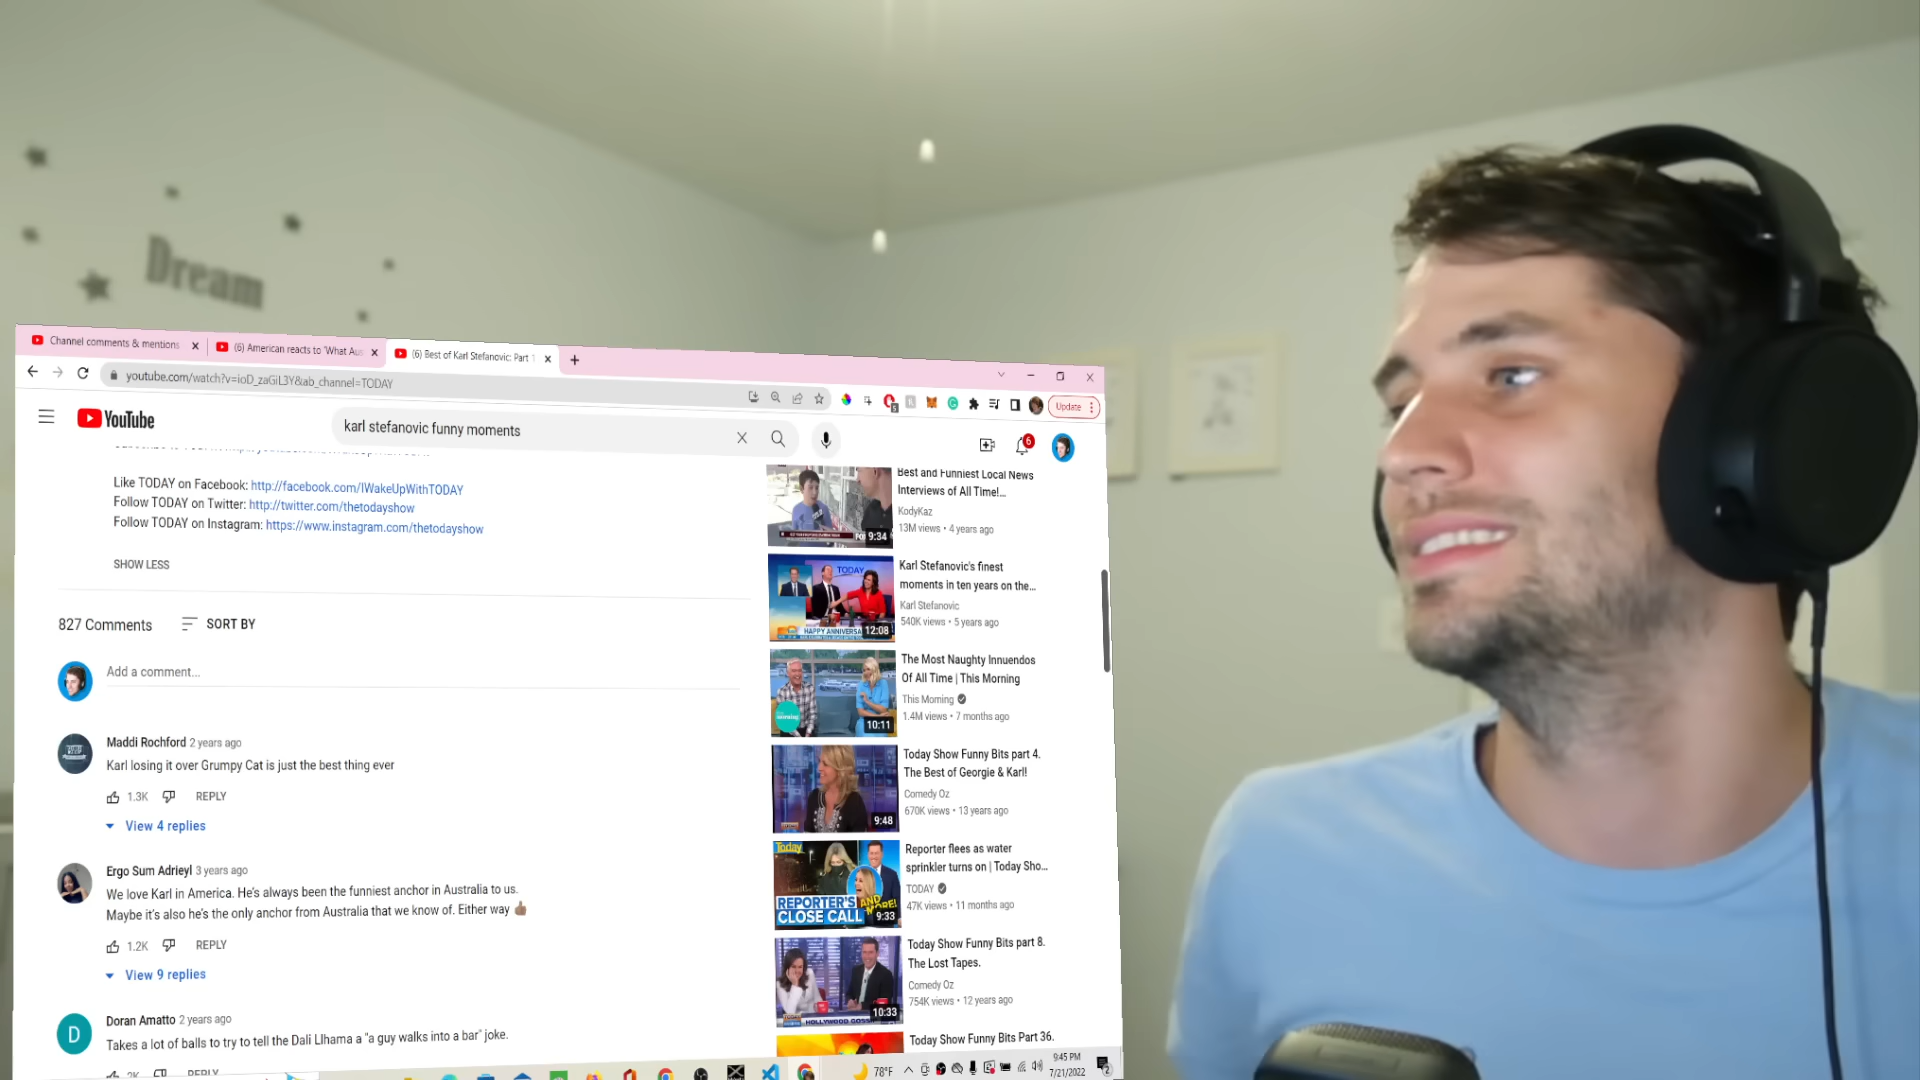 Dream
Channel comments & mentions
(6) American reacts to 'What Aus
(6) Best of Karl Stefanovic: Part 1
youtube.com/watch?v=ioD_zaGiL3Y&ab_channel=TODAY
Update
YouTube
karl stefanovic funny moments
6
Like TODAY on Facebook: http://facebook.com/IWakeUpWithTODAY
Follow TODAY on Twitter: http://twitter.com/thetodayshow
Follow TODAY on Instagram: https://www.instagram.com/thetodayshow
SHOW LESS
827 Comments
SORT BY
Add a comment...
Maddi Rochford 2 years ago
Karl losing it over Grumpy Cat is just the best thing ever
1.3K
REPLY
View 4 replies
Ergo Sum Adrieyl 3 years ago
We love Karl in America. He's always been the funniest anchor in Australia to us.
Maybe it's also he's the only anchor from Australia that we know of. Either way 👍🏽
1.2K
REPLY
View 9 replies
D
Doran Amatto 2 years ago
Takes a lot of balls to try to tell the Dali Llhama a "a guy walks into a bar" joke.
2K
REPLY
9:34
Best and Funniest Local News
Interviews of All Time!...
KodyKaz
13M views • 4 years ago
TODAY
HAPPY ANNIVERSA
12:08
Karl Stefanovic's finest
moments in ten years on the...
Karl Stefanovic
540K views • 5 years ago
10:11
The Most Naughty Innuendos
Of All Time | This Morning
This Morning
1.4M views • 7 months ago
9:48
Today Show Funny Bits part 4.
The Best of Georgie & Karl!
Comedy Oz
670K views • 13 years ago
Today
REPORTER'S
CLOSE CALL
AND
MORE!
9:33
Reporter flees as water
sprinkler turns on | Today Sho...
TODAY
47K views • 11 months ago
HOLLYWOOD GOSS
10:33
Today Show Funny Bits part 8.
The Lost Tapes.
Comedy Oz
754K views • 12 years ago
Today Show Funny Bits Part 36.
78°F
9:45 PM
7/21/2022
2